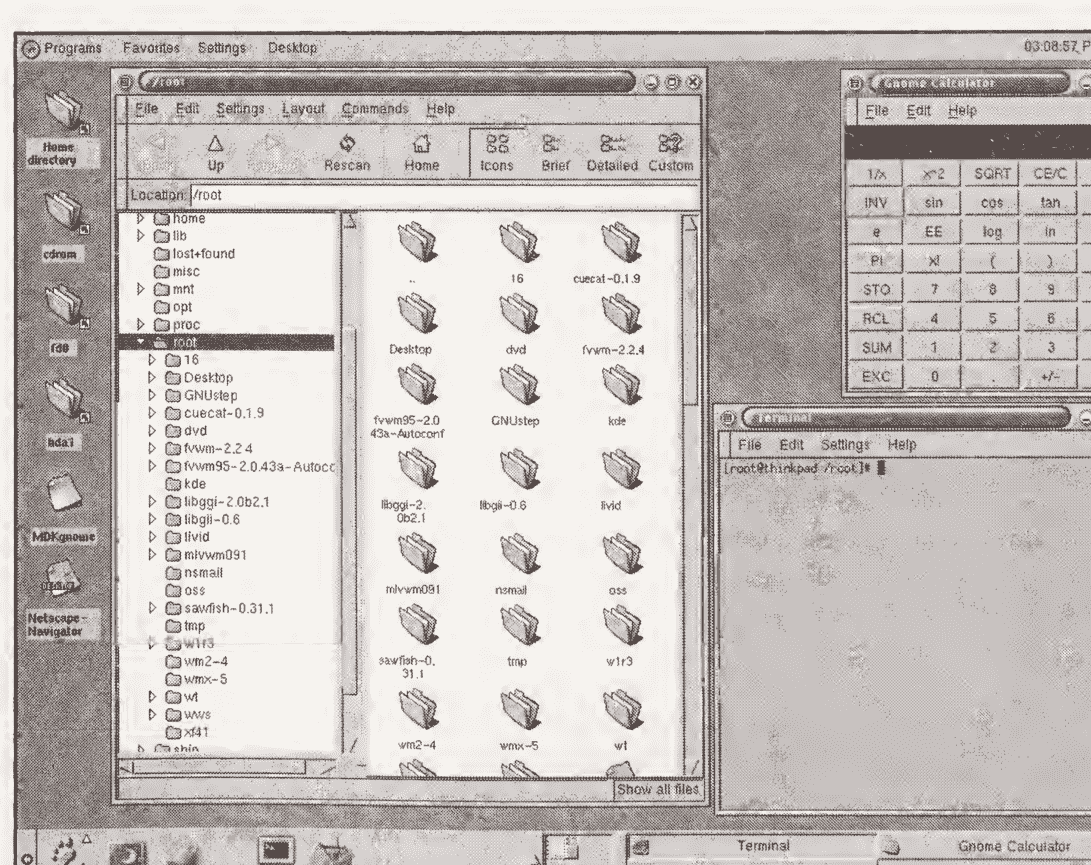 Programs Favorites Settings Desktop 03:08:57 P
Home
directory
cdrom
fd0
hda1
MDKgnome
Netscape-
Navigator
/root
File Edit Settings Layout Commands Help
Up Rescan Home Icons Brief Detailed Custom
Location: /root
home
lib
lost+found
misc
mnt
opt
proc
root
16
Desktop
GNUstep
cuecat-0.1.9
dvd
fvwm-2.2.4
fvwm95-2.0.43a-Autocc
kde
libggi-2.0b2.1
libgii-0.6
livid
mlvwm091
nsmail
oss
sawfish-0.31.1
tmp
w1r3
wm2-4
wmx-5
wt
wws
xf41
sbin
.. 16 cuecat-0.1.9
Desktop dvd fvwm-2.2.4
fvwm95-2.0 GNUstep kde
43a-Autoconf
libggi-2. libgii-0.6 livid
0b2.1
mlvwm091 nsmail oss
sawfish-0. tmp w1r3
31.1
wm2-4 wmx-5 wt
Show all files
Gnome Calculator
File Edit Help
1/x x^2 SQRT CE/C
INV sin cos tan
e EE log ln
PI x! ( )
STO 7 8 9
RCL 4 5 6
SUM 1 2 3
EXC 0 . +/-
Terminal
File Edit Settings Help
[root@thinkpad /root]#
Terminal Gnome Calculator